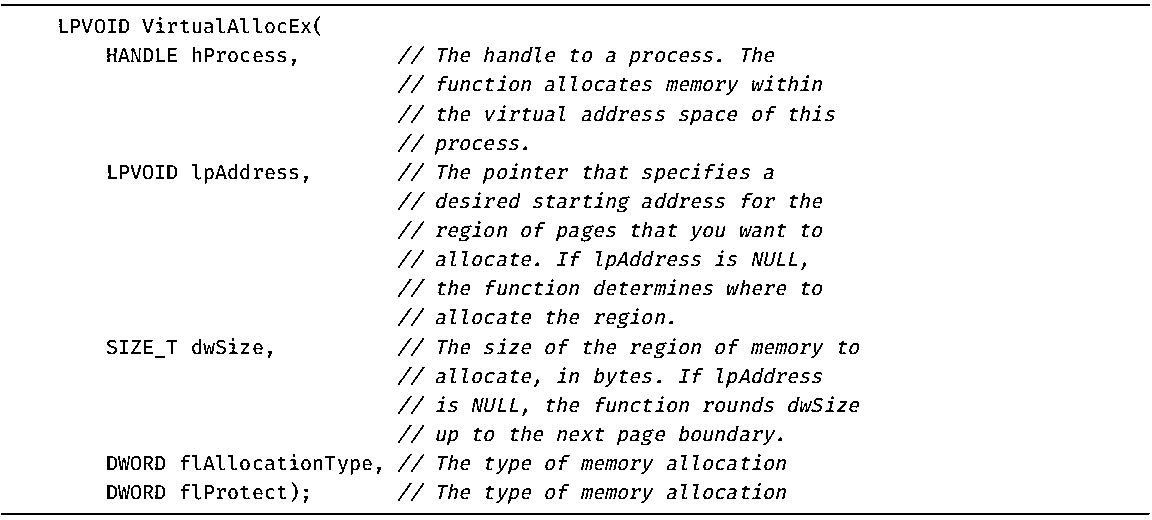 LPVOID VirtualAllocEx(
HANDLE hProcess, // The handle to a process. The
// function allocates memory within
// the virtual address space of this
// process.
LPVOID lpAddress, // The pointer that specifies a
// desired starting address for the
// region of pages that you want to
// allocate. If lpAddress is NULL,
// the function determines where to
// allocate the region.
SIZE_T dwSize, // The size of the region of memory to
// allocate, in bytes. If lpAddress
// is NULL, the function rounds dwSize
// up to the next page boundary.
DWORD flAllocationType, // The type of memory allocation
DWORD flProtect); // The type of memory allocation